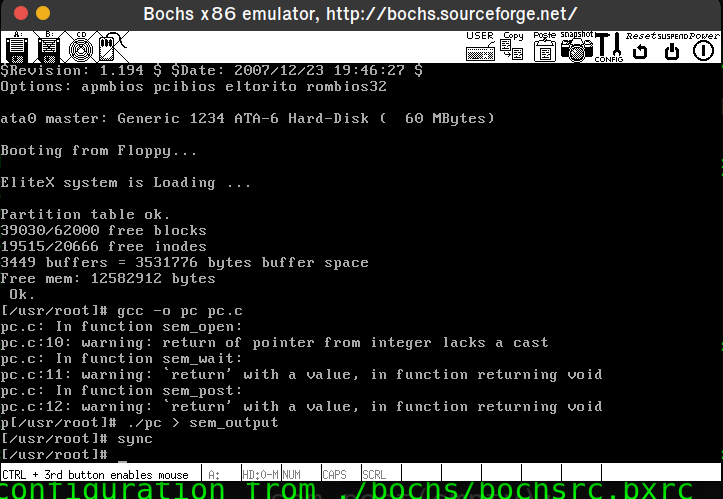 Bochs x86 emulator, http://bochs.sourceforge.net/
A: B: CD USER Copy Paste Snapshot CONFIG Reset SUSPEND Power
$Revision: 1.194 $ $Date: 2007/12/23 19:46:27 $
Options: apmbios pcibios eltorito rombios32
ata0 master: Generic 1234 ATA-6 Hard-Disk ( 60 MBytes)
Booting from Floppy...
EliteX system is Loading ...
Partition table ok.
39030/62000 free blocks
19515/20666 free inodes
3449 buffers = 3531776 bytes buffer space
Free mem: 12582912 bytes
Ok.
[/usr/root]# gcc -o pc pc.c
pc.c: In function sem_open:
pc.c:10: warning: return of pointer from integer lacks a cast
pc.c: In function sem_wait:
pc.c:11: warning: `return' with a value, in function returning void
pc.c: In function sem_post:
pc.c:12: warning: `return' with a value, in function returning void
p[/usr/root]# ./pc > sem_output
[/usr/root]# sync
[/usr/root]# _
CTRL + 3rd button enables mouse A: HD:0-M NUM CAPS SCRL
configuration from ./bochs/bochsrc.bxrc